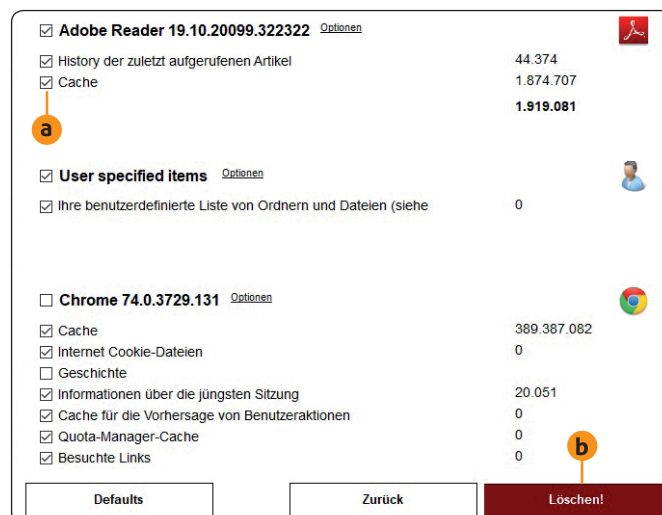 Adobe Reader 19.10.20099.322322 Optionen
History der zuletzt aufgerufenen Artikel 44.374
Cache 1.874.707
1.919.081
a
User specified items Optionen
Ihre benutzerdefinierte Liste von Ordnern und Dateien (siehe 0
Chrome 74.0.3729.131 Optionen
Cache 389.387.082
Internet Cookie-Dateien 0
Geschichte
Informationen über die jüngsten Sitzung 20.051
Cache für die Vorhersage von Benutzeraktionen 0
Quota-Manager-Cache 0
Besuchte Links 0
b
Defaults Zurück Löschen!